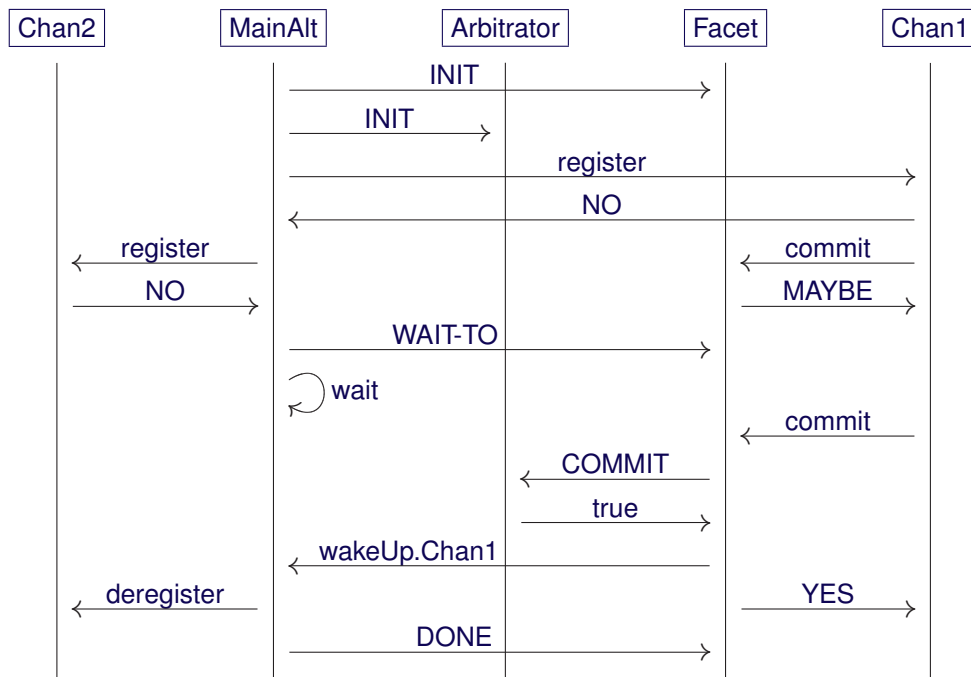 Chan2 MainAlt Arbitrator Facet Chan1
INIT
INIT
register
NO
register commit
NO MAYBE
WAIT-TO
wait
commit
COMMIT
true
wakeUp.Chan1
deregister YES
DONE